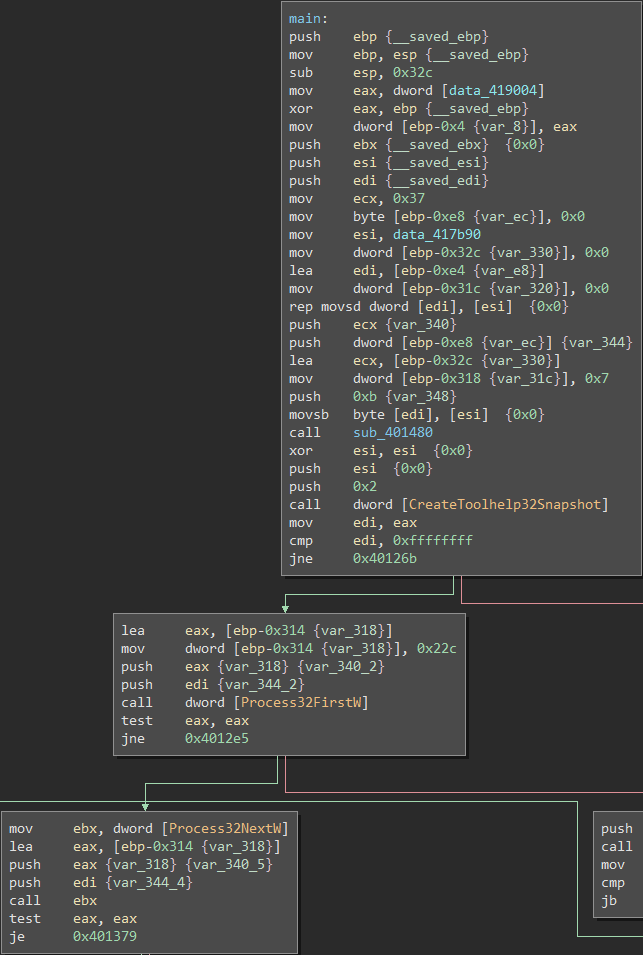 main:
push ebp {__saved_ebp}
mov ebp, esp {__saved_ebp}
sub esp, 0x32c
mov eax, dword [data_419004]
xor eax, ebp {__saved_ebp}
mov dword [ebp-0x4 {var_8}], eax
push ebx {__saved_ebx} {0x0}
push esi {__saved_esi}
push edi {__saved_edi}
mov ecx, 0x37
mov byte [ebp-0xe8 {var_ec}], 0x0
mov esi, data_417b90
mov dword [ebp-0x32c {var_330}], 0x0
lea edi, [ebp-0xe4 {var_e8}]
mov dword [ebp-0x31c {var_320}], 0x0
rep movsd dword [edi], [esi] {0x0}
push ecx {var_340}
push dword [ebp-0xe8 {var_ec}] {var_344}
lea ecx, [ebp-0x32c {var_330}]
mov dword [ebp-0x318 {var_31c}], 0x7
push 0xb {var_348}
movsb byte [edi], [esi] {0x0}
call sub_401480
xor esi, esi {0x0}
push esi {0x0}
push 0x2
call dword [CreateToolhelp32Snapshot]
mov edi, eax
cmp edi, 0xffffffff
jne 0x40126b
lea eax, [ebp-0x314 {var_318}]
mov dword [ebp-0x314 {var_318}], 0x22c
push eax {var_318} {var_340_2}
push edi {var_344_2}
call dword [Process32FirstW]
test eax, eax
jne 0x4012e5
mov ebx, dword [Process32NextW]
lea eax, [ebp-0x314 {var_318}]
push eax {var_318} {var_340_5}
push edi {var_344_4}
call ebx
test eax, eax
je 0x401379
push
call
mov
cmp
jb